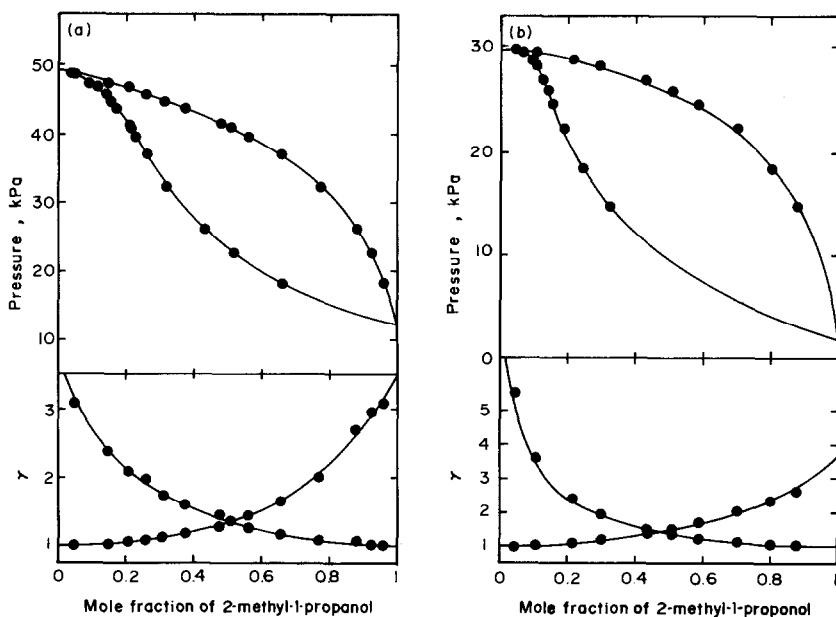 (a)
50
40
30
20
10
Pressure , kPa
3
2
1
γ
0 0.2 0.4 0.6 0.8 1
Mole fraction of 2-methyl-1-propanol
(b)
30
20
10
0
Pressure , kPa
5
4
3
2
1
γ
0 0.2 0.4 0.6 0.8
Mole fraction of 2-methyl-1-propanol